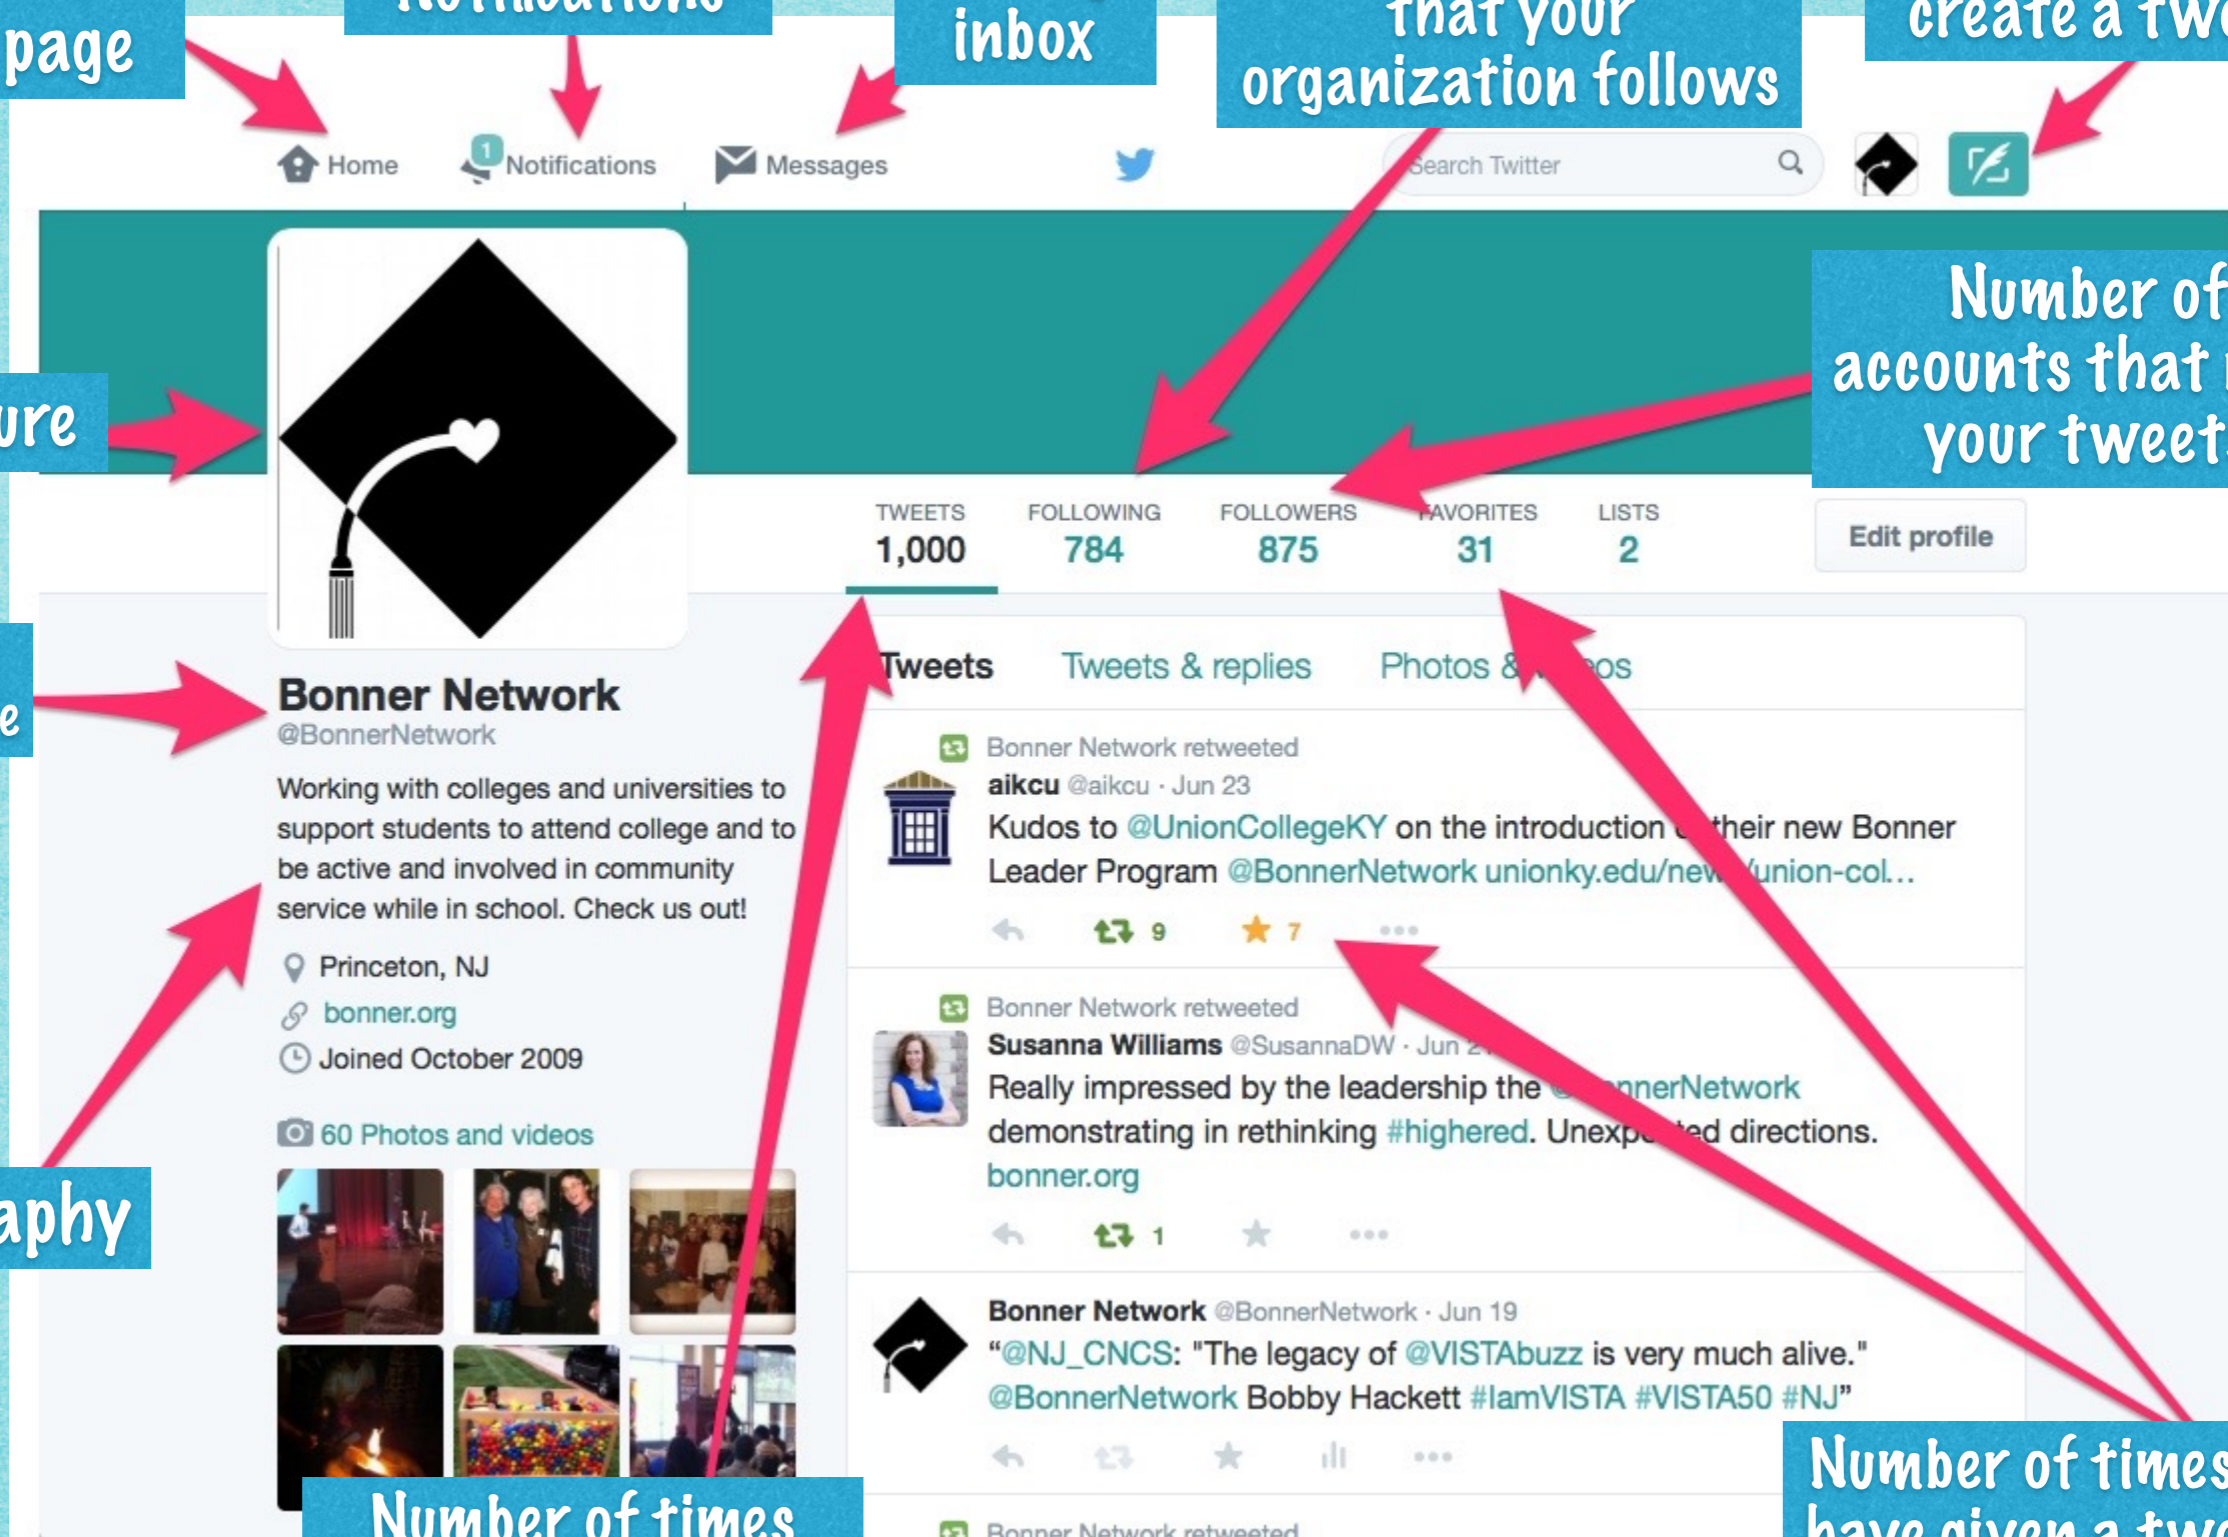 page
Notifications
inbox
that your
organization follows
create a
Home
1
Notifications
Messages
Search Twitter
Number of
accounts that
your
TWEETS
1,000
FOLLOWING
784
FOLLOWERS
875
FAVORITES
31
LISTS
2
Edit profile
Bonner Network
@BonnerNetwork
Working with colleges and universities to
support students to attend college and to
be active and involved in community
service while in school. Check us out!
Princeton, NJ
bonner.org
Joined October 2009
60 Photos and videos
Tweets
Tweets & replies
Photos &
Bonner Network retweeted
aikcu @aikcu · Jun 23
Kudos to @UnionCollegeKY on the introduction their new Bonner
Leader Program @BonnerNetwork unionky.edu/new /union-col...
9
7
Bonner Network retweeted
Susanna Williams @SusannaDW · Jun
Really impressed by the leadership the
demonstrating in rethinking #highered. directions.
bonner.org
1
Bonner Network @BonnerNetwork · Jun 19
“@NJ_CNCS: "The legacy of @VISTAbuzz is very much alive."
@BonnerNetwork Bobby Hackett #IamVISTA #VISTA50 #NJ”
Bonner Network retweeted
Number of times
Number of times
have given a